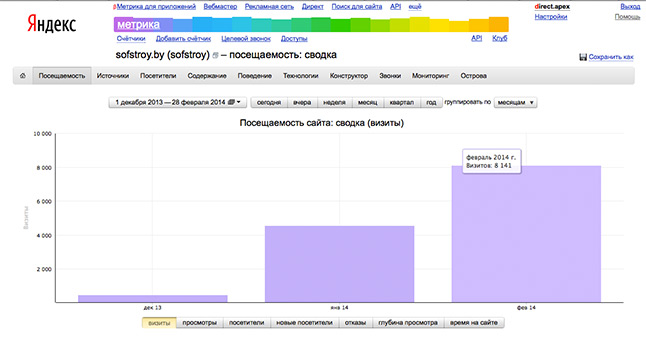 Яндекс
Метрика для приложений Вебмастер Рекламная сеть Директ Поиск для сайта API ещё
метрика
Счётчики Добавить счётчик Целевой звонок Доступы
API Клуб
direct.apex Выход
Настройки Помощь
sofstroy.by (sofstroy) – посещаемость: сводка
Сохранить как
Посещаемость Источники Посетители Содержание Поведение Технологии Конструктор Звонки Мониторинг Острова
1 декабря 2013 — 28 февраля 2014 сегодня вчера неделя месяц квартал год группировать по месяцам
Посещаемость сайта: сводка (визиты)
10 000
8 000
6 000
4 000
2 000
Визиты
февраль 2014 г.
Визитов: 8 141
дек 13 янв 14 фев 14
визиты просмотры посетители новые посетители отказы глубина просмотра время на сайте